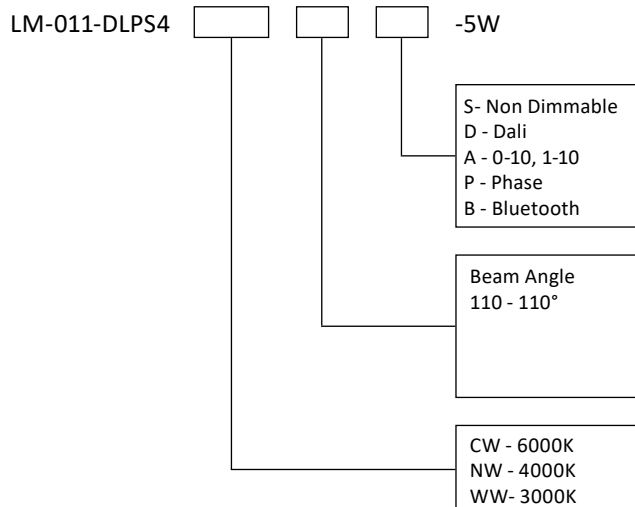 LM-011-DLPS4 -5W
S- Non Dimmable
D - Dali
A - 0-10, 1-10
P - Phase
B - Bluetooth
Beam Angle
110 - 110°
CW - 6000K
NW - 4000K
WW- 3000K